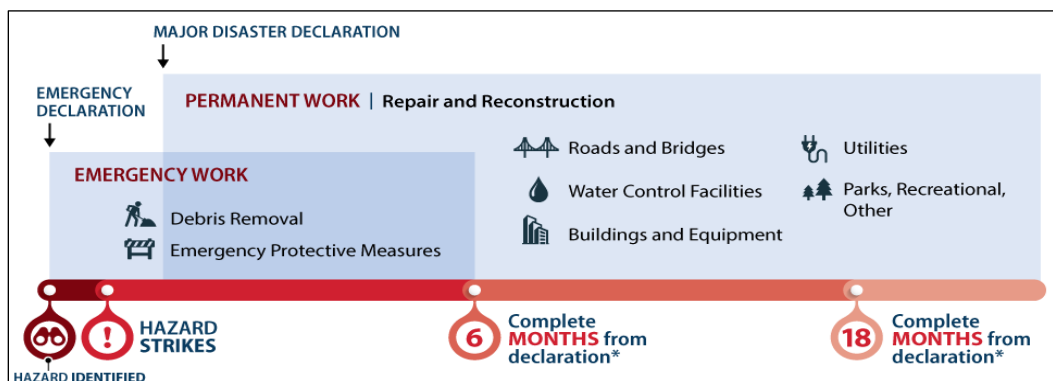 MAJOR DISASTER DECLARATION
EMERGENCY
DECLARATION
PERMANENT WORK | Repair and Reconstruction
Roads and Bridges
Utilities
EMERGENCY WORK
Water Control Facilities
Parks, Recreational,
Other
Debris Removal
Buildings and Equipment
Emergency Protective Measures
!
HAZARD
STRIKES
6
Complete
MONTHS from
declaration*
18
Complete
MONTHS from
declaration*
HAZARD IDENTIFIED